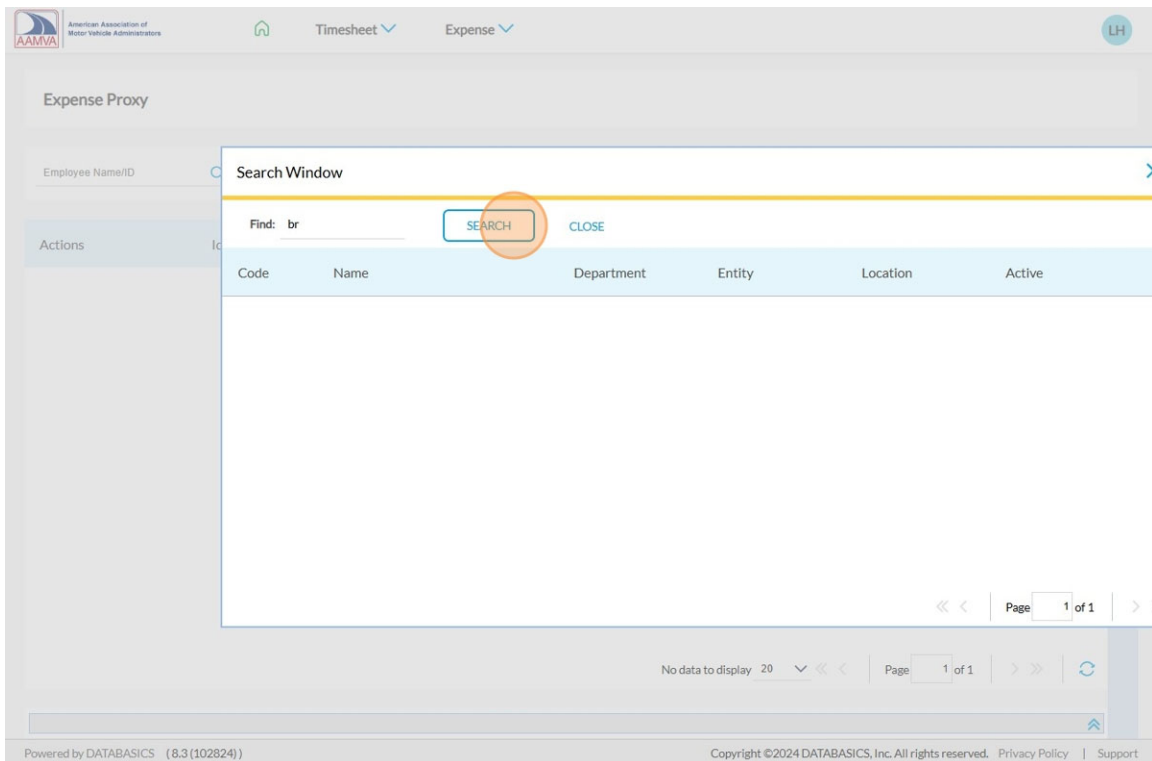 American Association of
Motor Vehicle Administrators
AAMVA
Timesheet
Expense
LH
Expense Proxy
Employee Name/ID
Search Window
Find: br
SEARCH
CLOSE
Actions
Code Name Department Entity Location Active
Page 1 of 1
No data to display 20 Page 1 of 1
Powered by DATABASICS (8.3 (102824)) Copyright ©2024 DATABASICS, Inc. All rights reserved. Privacy Policy | Support